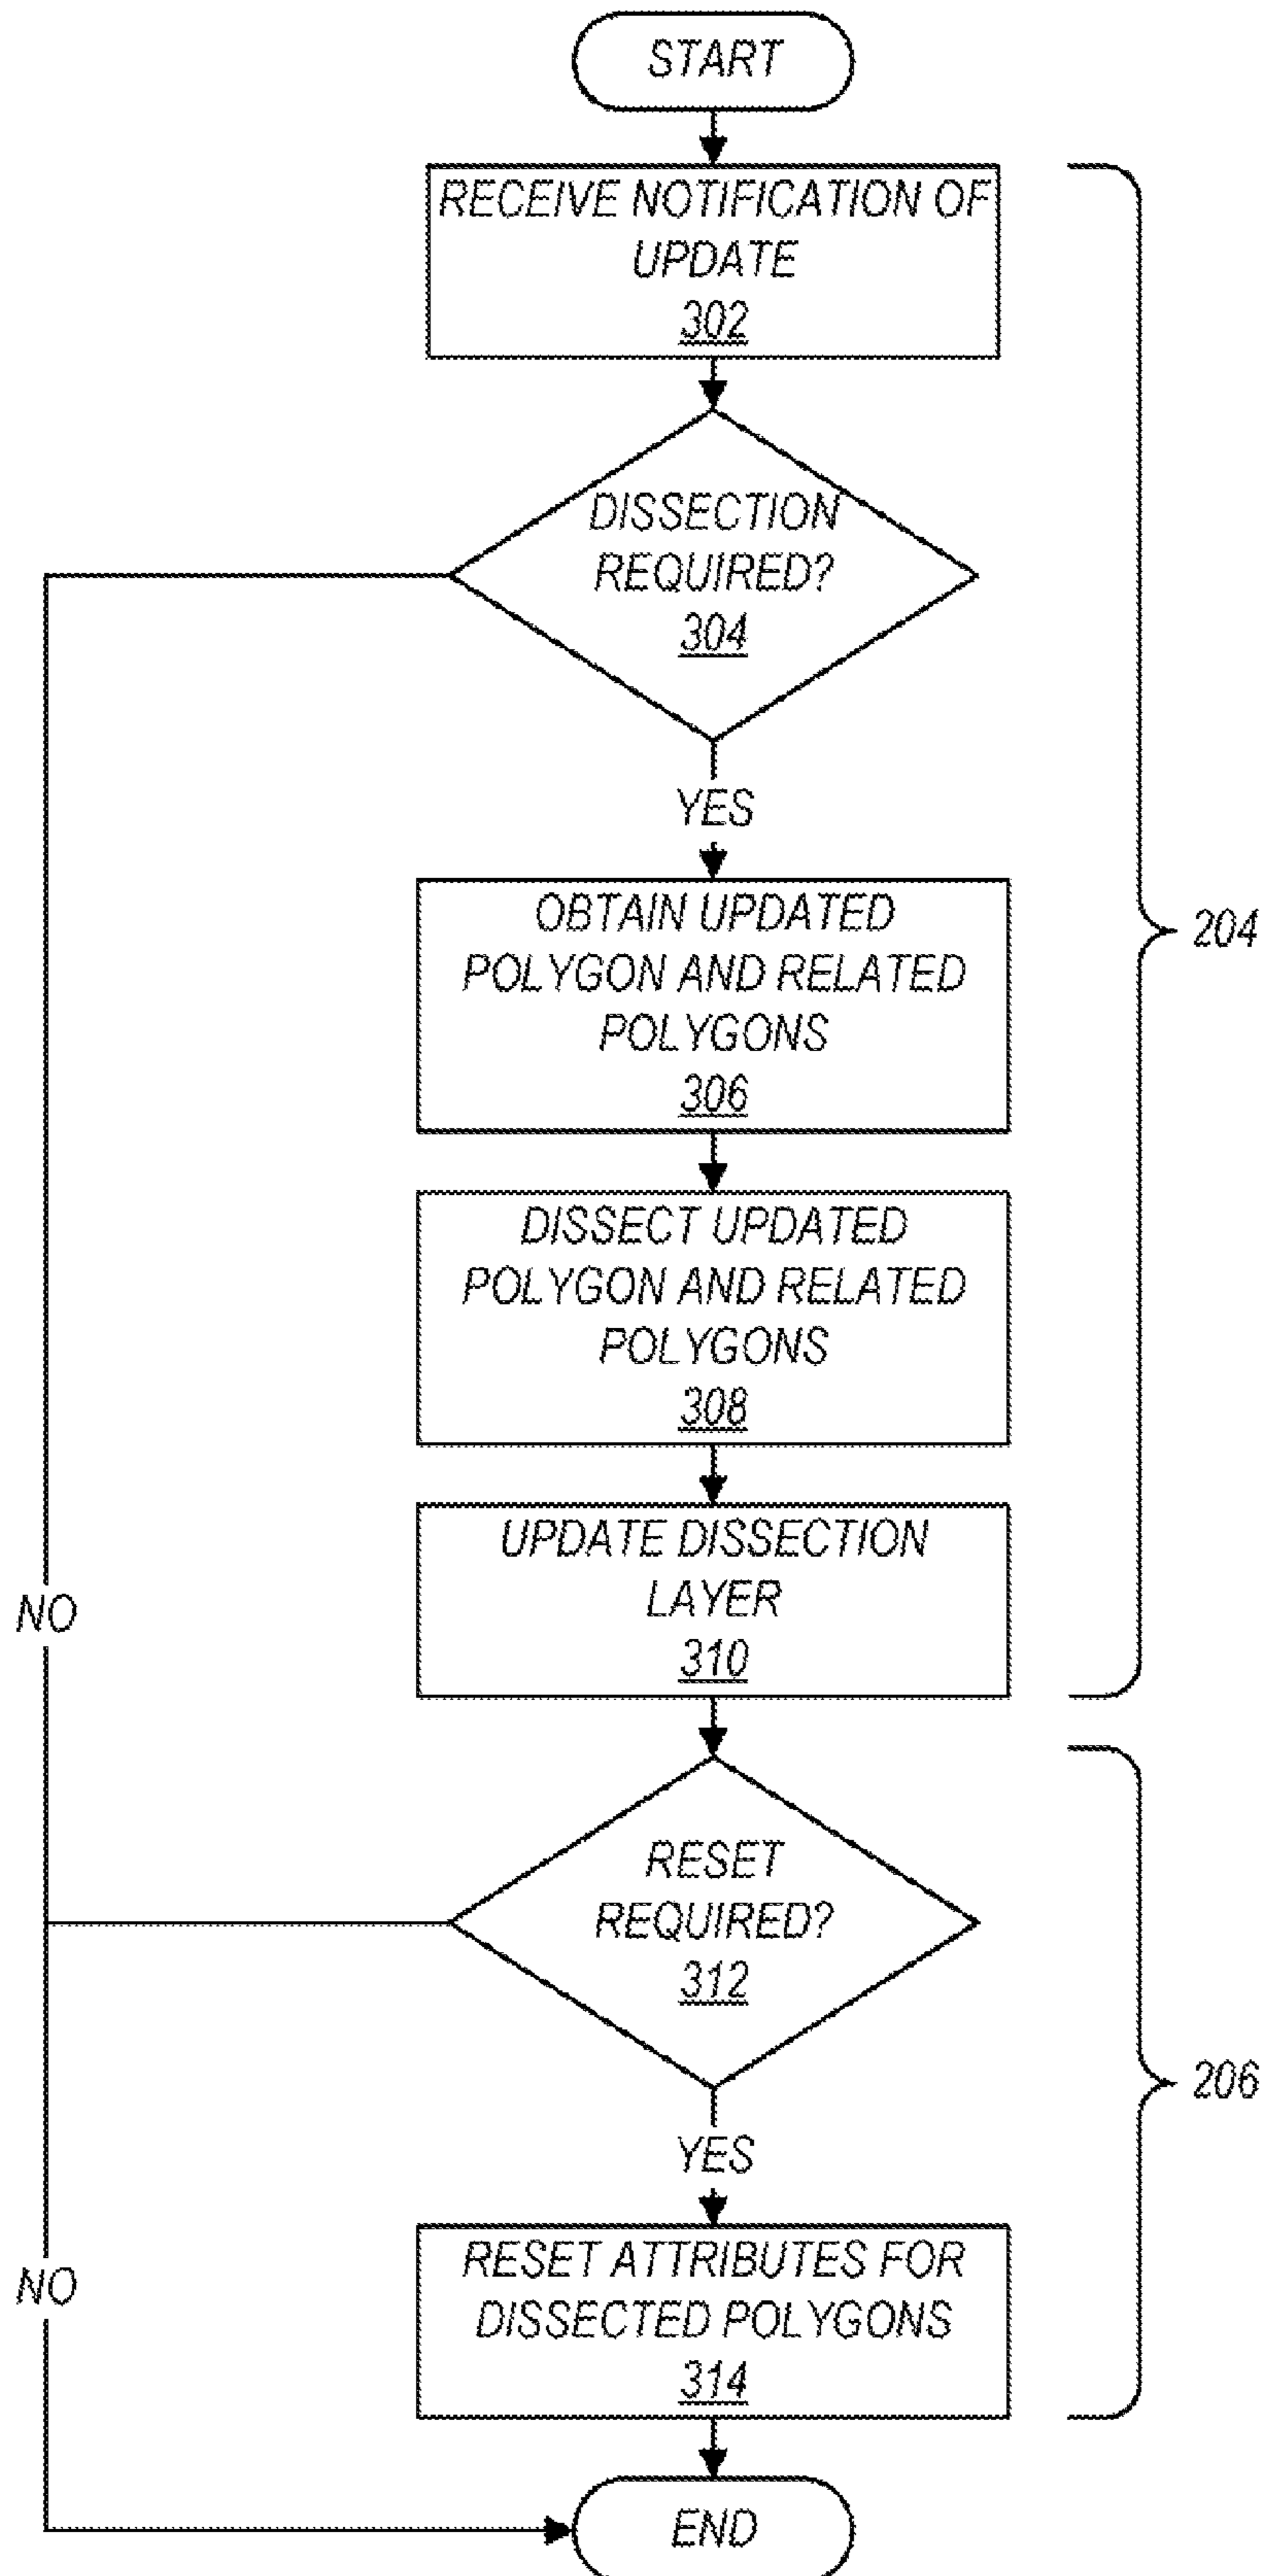 START
RECEIVE NOTIFICATION OF
UPDATE
302
DISSECTION
REQUIRED?
304
YES
OBTAIN UPDATED
POLYGON AND RELATED
POLYGONS
306
204
DISSECT UPDATED
POLYGON AND RELATED
POLYGONS
308
UPDATE DISSECTION
LAYER
310
NO
RESET
REQUIRED?
312
206
YES
RESET ATTRIBUTES FOR
DISSECTED POLYGONS
314
NO
END